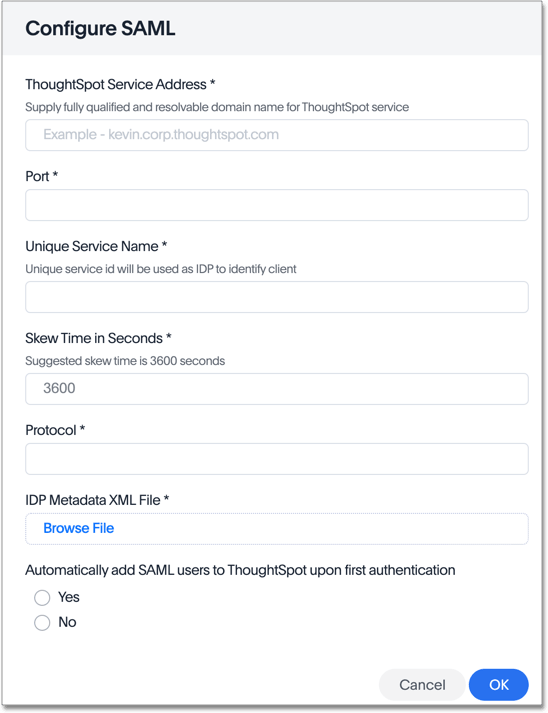 Configure SAML
ThoughtSpot Service Address *
Supply fully qualified and resolvable domain name for ThoughtSpot service
Example - kevin.corp.thoughtspot.com
Port *
Unique Service Name *
Unique service id will be used as IDP to identify client
Skew Time in Seconds *
Suggested skew time is 3600 seconds
3600
Protocol *
IDP Metadata XML File *
Browse File
Automatically add SAML users to ThoughtSpot upon first authentication
Yes
No
Cancel OK